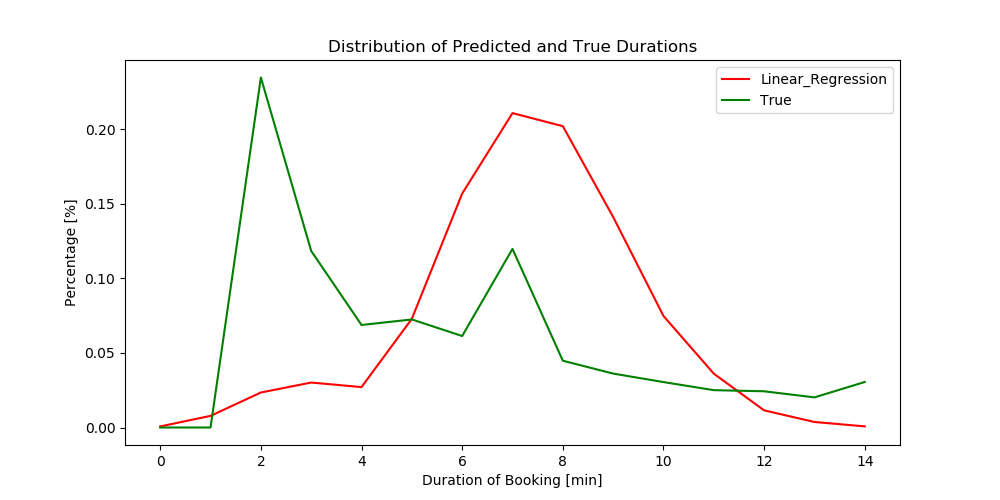 Distribution of Predicted and True Durations
Linear_Regression
True
Percentage [%]
0.20
0.15
0.10
0.05
0.00
0 2 4 6 8 10 12 14
Duration of Booking [min]